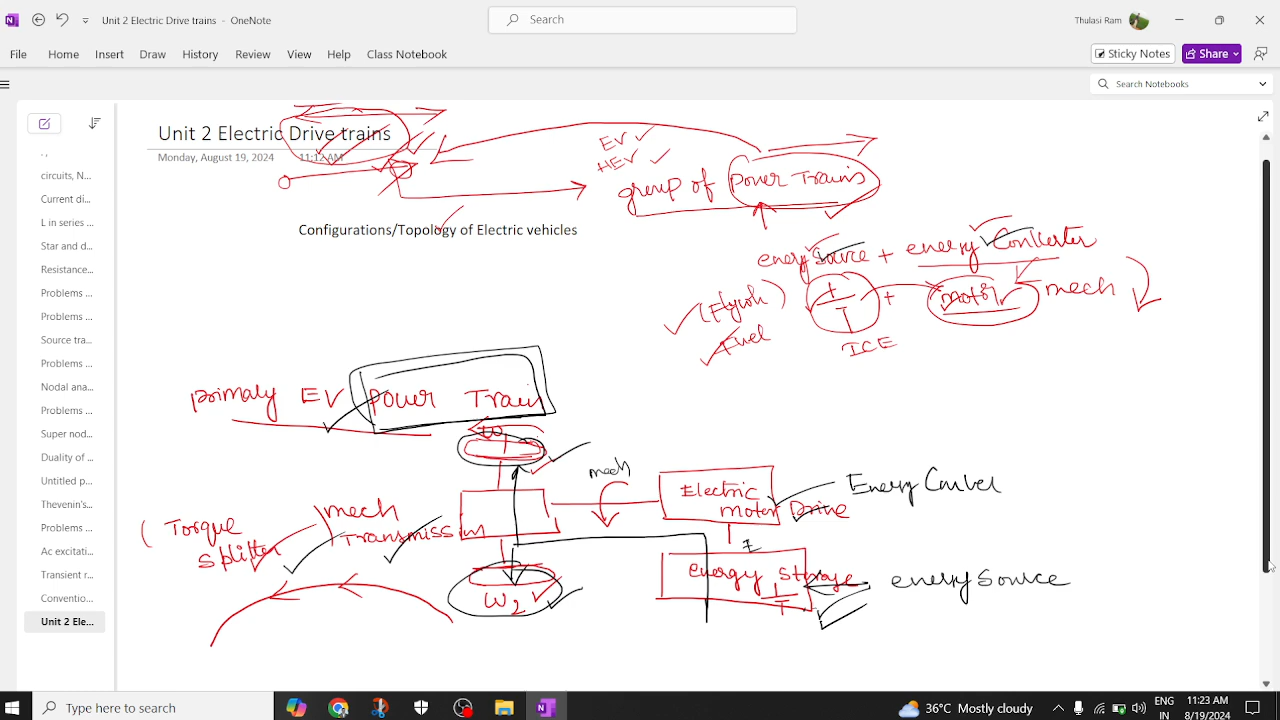 Unit 2 Electric Drive trains - OneNote
Search
Thulasi Ram
File Home Insert Draw History Review View Help Class Notebook
Sticky Notes
Share
Search Notebooks
circuits, N...
Current di...
L in series ...
Star and d...
Resistance...
Problems ...
Problems ...
Source tra...
Problems ...
Nodal ana...
Problems ...
Super nod...
Duality of ...
Untitled p...
Thevenin's...
Problems ...
Ac excitati...
Transient r...
Conventio...
Unit 2 Ele...
Unit 2 Electric Drive trains
Monday, August 19, 2024 11:12 AM
EV
HEV
group of Power Trains
Configurations/Topology of Electric vehicles
energy Source + energy Converter
(Flywh)
+ motor mech
Fuel
ICE
primary EV Power Train
W1
mech
Electric
motor Drive
Energy Conver
(Torque
Splitter
mech
Transmission
energy Storage
energy Source
W2
Type here to search
36°C Mostly cloudy
ENG
IN
11:23 AM
8/19/2024